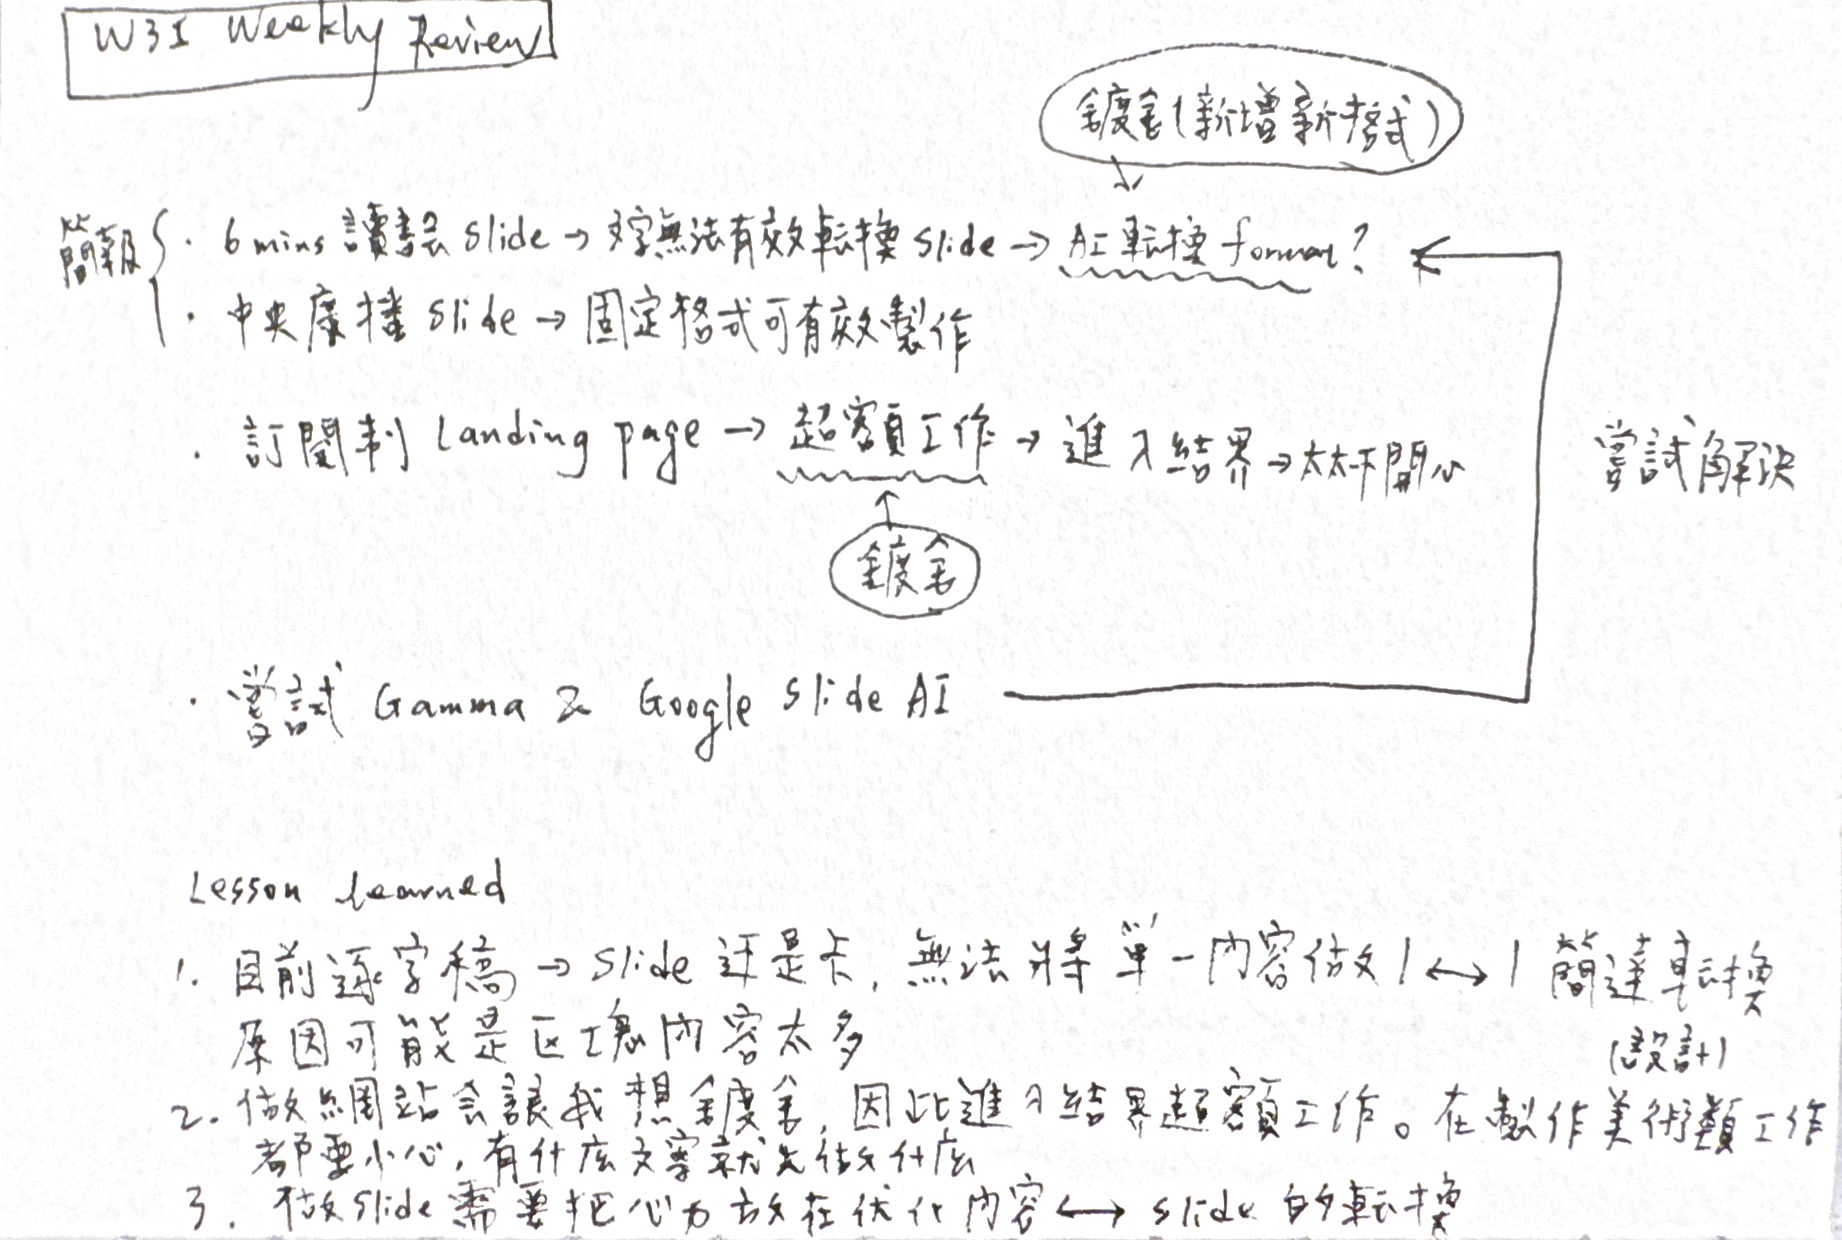 W31 Weekly Review
鍍金(新增新格式)
簡報
· 6 mins 讀書会 slide → 文字無法有效転換 slide → AI 転換 format?
· 中央廣播 slide → 固定格式可有效製作
· 訂閱制 Landing page → 超額工作 → 進入結界 → 太太不開心
嘗試解決
鍍金
· 嘗試 Gamma & Google Slide AI
Lesson learned
1. 目前逐字稿 → slide 还是卡, 無法將單一內容做 1 ↔ 1 簡達転換
(設計)
原因可能是区塊內容太多
2. 做網站会讓我想鍍金, 因此進入結界超額工作。在製作美術類工作
都要小心, 有什庅文案就先做什庅
3. 做 slide 需要把心力放在优化內容 ↔ slide 的転換